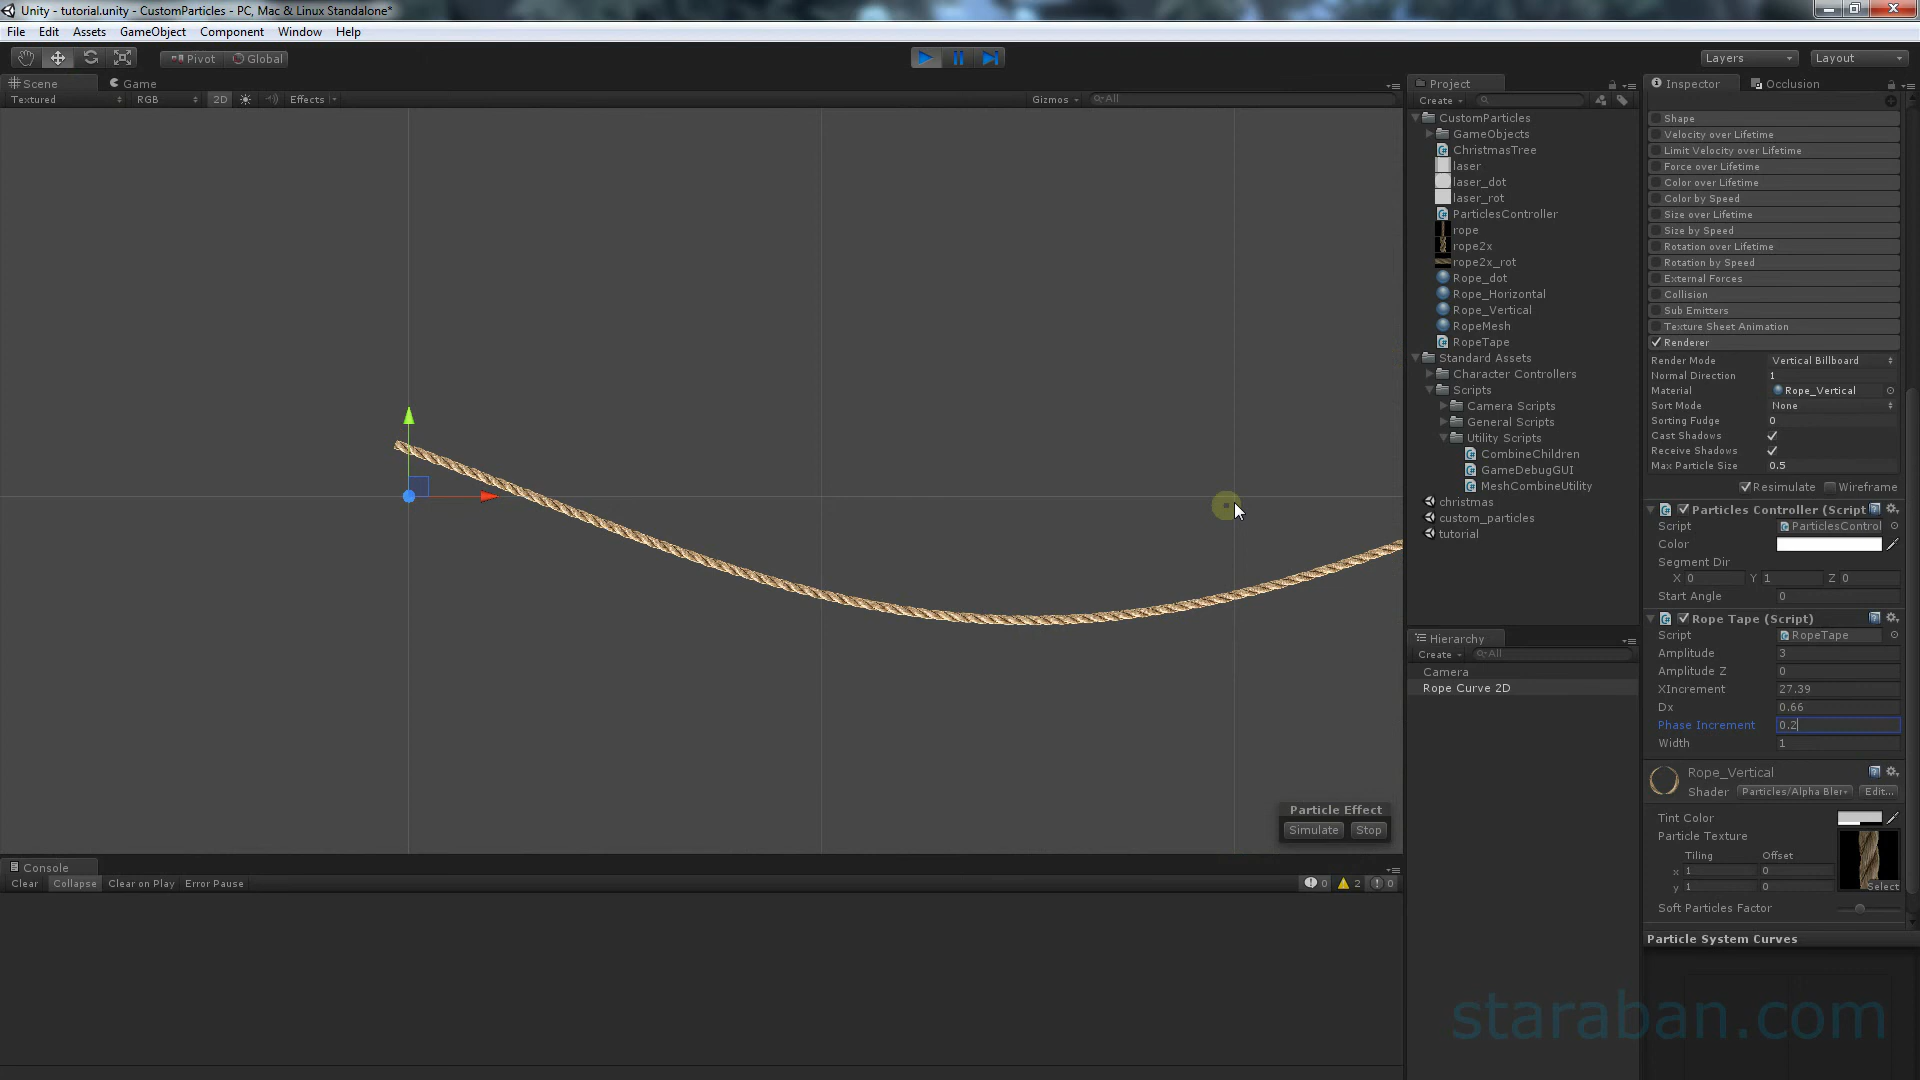 Unity - tutorial.unity - CustomParticles - PC, Mac & Linux Standalone*
File Edit Assets GameObject Component Window Help
Pivot Global
Layers Layout
Scene Game
Textured RGB 2D Effects Gizmos All
Project
Create
CustomParticles
GameObjects
ChristmasTree
laser
laser_dot
laser_rot
ParticlesController
rope
rope2x
rope2x_rot
Rope_dot
Rope_Horizontal
Rope_Vertical
RopeMesh
RopeTape
Standard Assets
Character Controllers
Scripts
Camera Scripts
General Scripts
Utility Scripts
CombineChildren
GameDebugGUI
MeshCombineUtility
christmas
custom_particles
tutorial
Hierarchy
Create All
Camera
Rope Curve 2D
Inspector Occlusion
Shape
Velocity over Lifetime
Limit Velocity over Lifetime
Force over Lifetime
Color over Lifetime
Color by Speed
Size over Lifetime
Size by Speed
Rotation over Lifetime
Rotation by Speed
External Forces
Collision
Sub Emitters
Texture Sheet Animation
Renderer
Render Mode Vertical Billboard
Normal Direction 1
Material Rope_Vertical
Sort Mode None
Sorting Fudge 0
Cast Shadows
Receive Shadows
Max Particle Size 0.5
Resimulate Wireframe
Particles Controller (Script
Script ParticlesControl
Color
Segment Dir
X 0 Y 1 Z 0
Start Angle 0
Rope Tape (Script)
Script RopeTape
Amplitude 3
Amplitude Z 0
XIncrement 27.39
Dx 0.66
Phase Increment 0.2
Width 1
Rope_Vertical
Shader Particles/Alpha Bler Edit...
Tint Color
Particle Texture
Tiling Offset
x 1 0
y 1 0
Select
Soft Particles Factor
Particle System Curves
Particle Effect
Simulate Stop
Console
Clear Collapse Clear on Play Error Pause 0 2 0
staraban.com